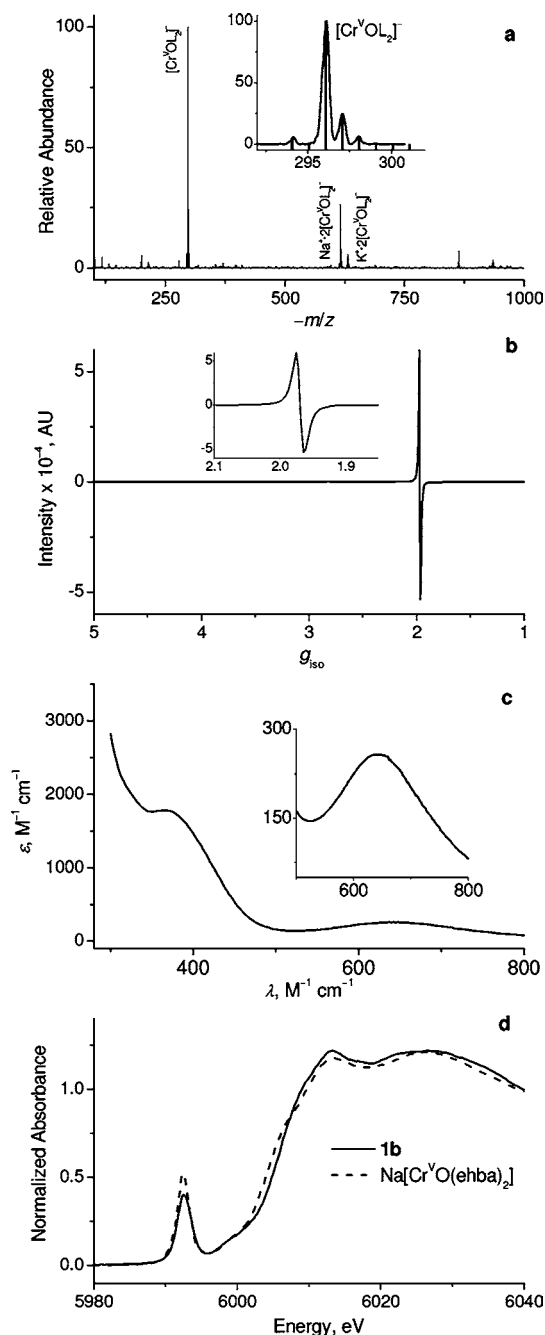 a
[CrⱽOL₂]⁻
100
50
0
295
300
[CrⱽOL₂]⁻
Na⁺·2[CrⱽOL₂]⁻
K⁺·2[CrⱽOL₂]⁻
100
50
0
Relative Abundance
250
500
750
1000
−m/z
b
5
0
-5
2.1
2.0
1.9
5
0
-5
Intensity x 10⁻⁴, AU
5
4
3
2
1
g_iso
c
300
150
600
800
3000
2000
1000
0
ε, M⁻¹ cm⁻¹
400
600
800
λ, M⁻¹ cm⁻¹
d
1.0
0.5
0.0
Normalized Absorbance
1b
Na[CrⱽO(ehba)₂]
5980
6000
6020
6040
Energy, eV